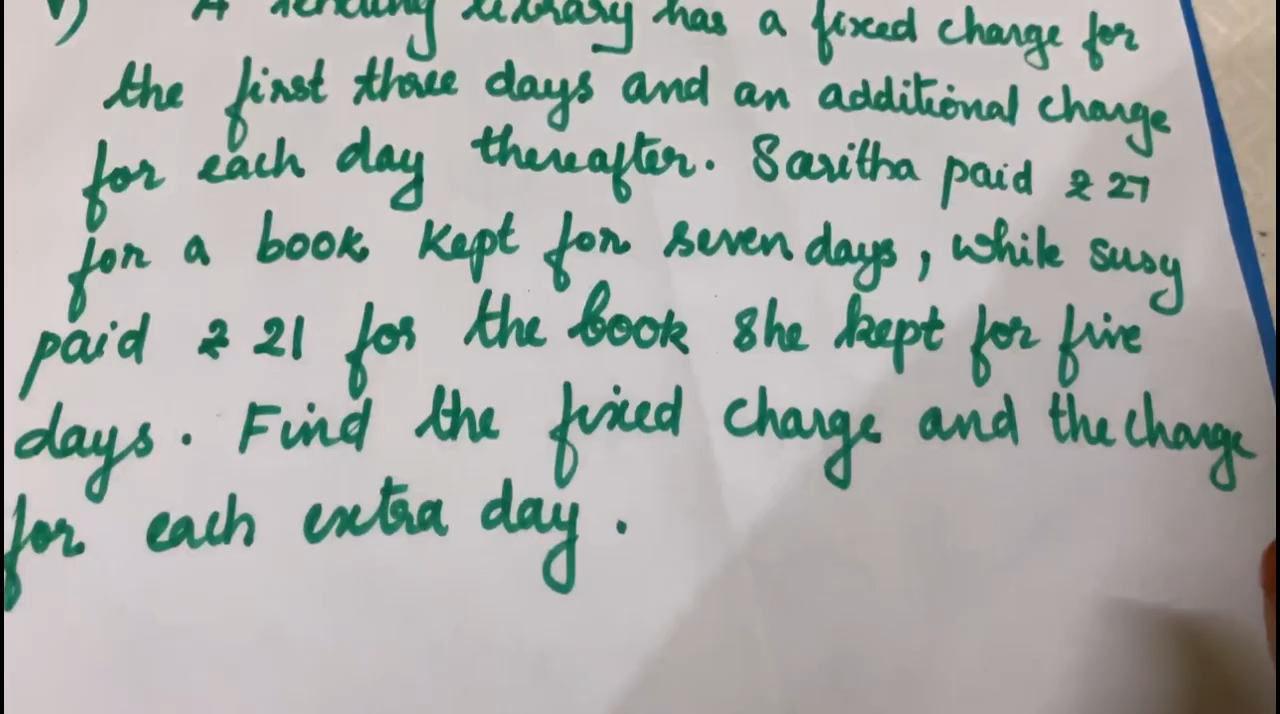 v) A lending library has a fixed charge for
the first three days and an additional charge
for each day thereafter. Saritha paid ₹ 27
for a book kept for seven days, while susy
paid ₹ 21 for the book she kept for five
days. Find the fixed charge and the charge
for each extra day.